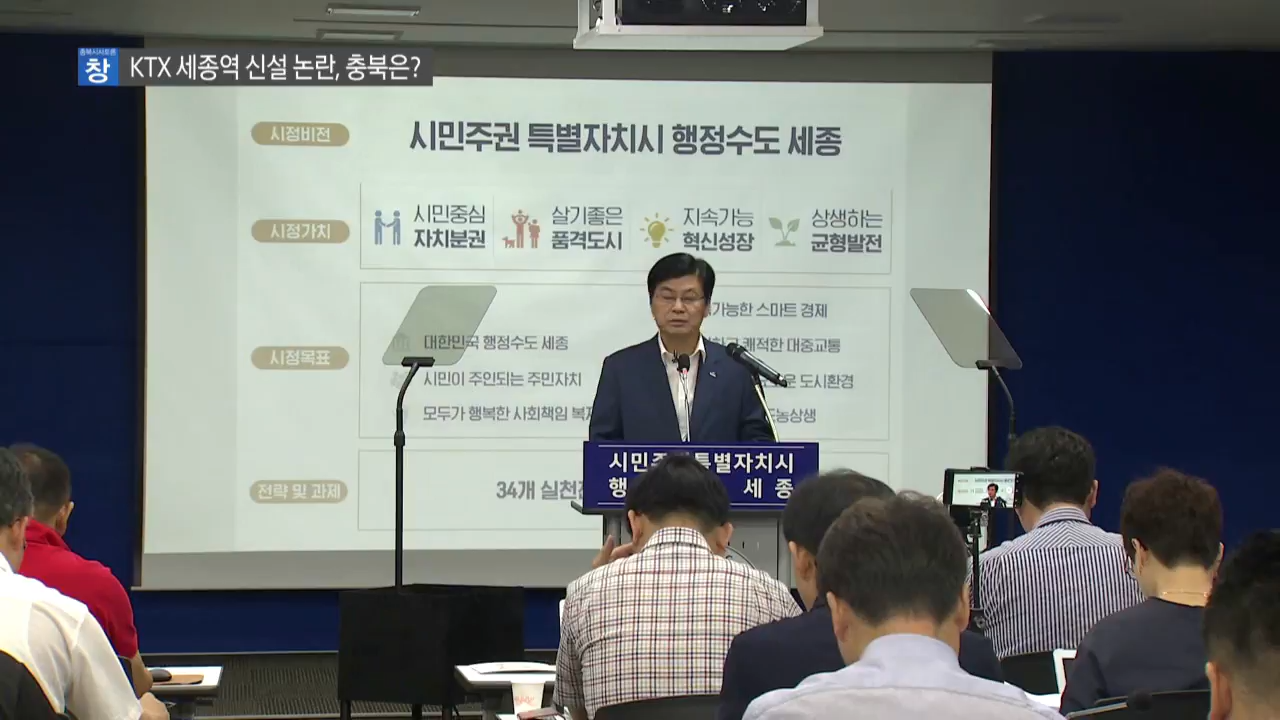 충북시사토론
창 KTX 세종역 신설 논란, 충북은?
시정비전
시민주권 특별자치시 행정수도 세종
시정가치
시민중심
자치분권
살기좋은
품격도시
지속가능
혁신성장
상생하는
균형발전
시정목표
가능한 스마트 경제
대한민국 행정수도 세종
쾌적한 대중교통
시민이 주인되는 주민자치
도시환경
모두가 행복한 사회책임
도농상생
전략 및 과제
34개 실천
시민 특별자치시
행 세종